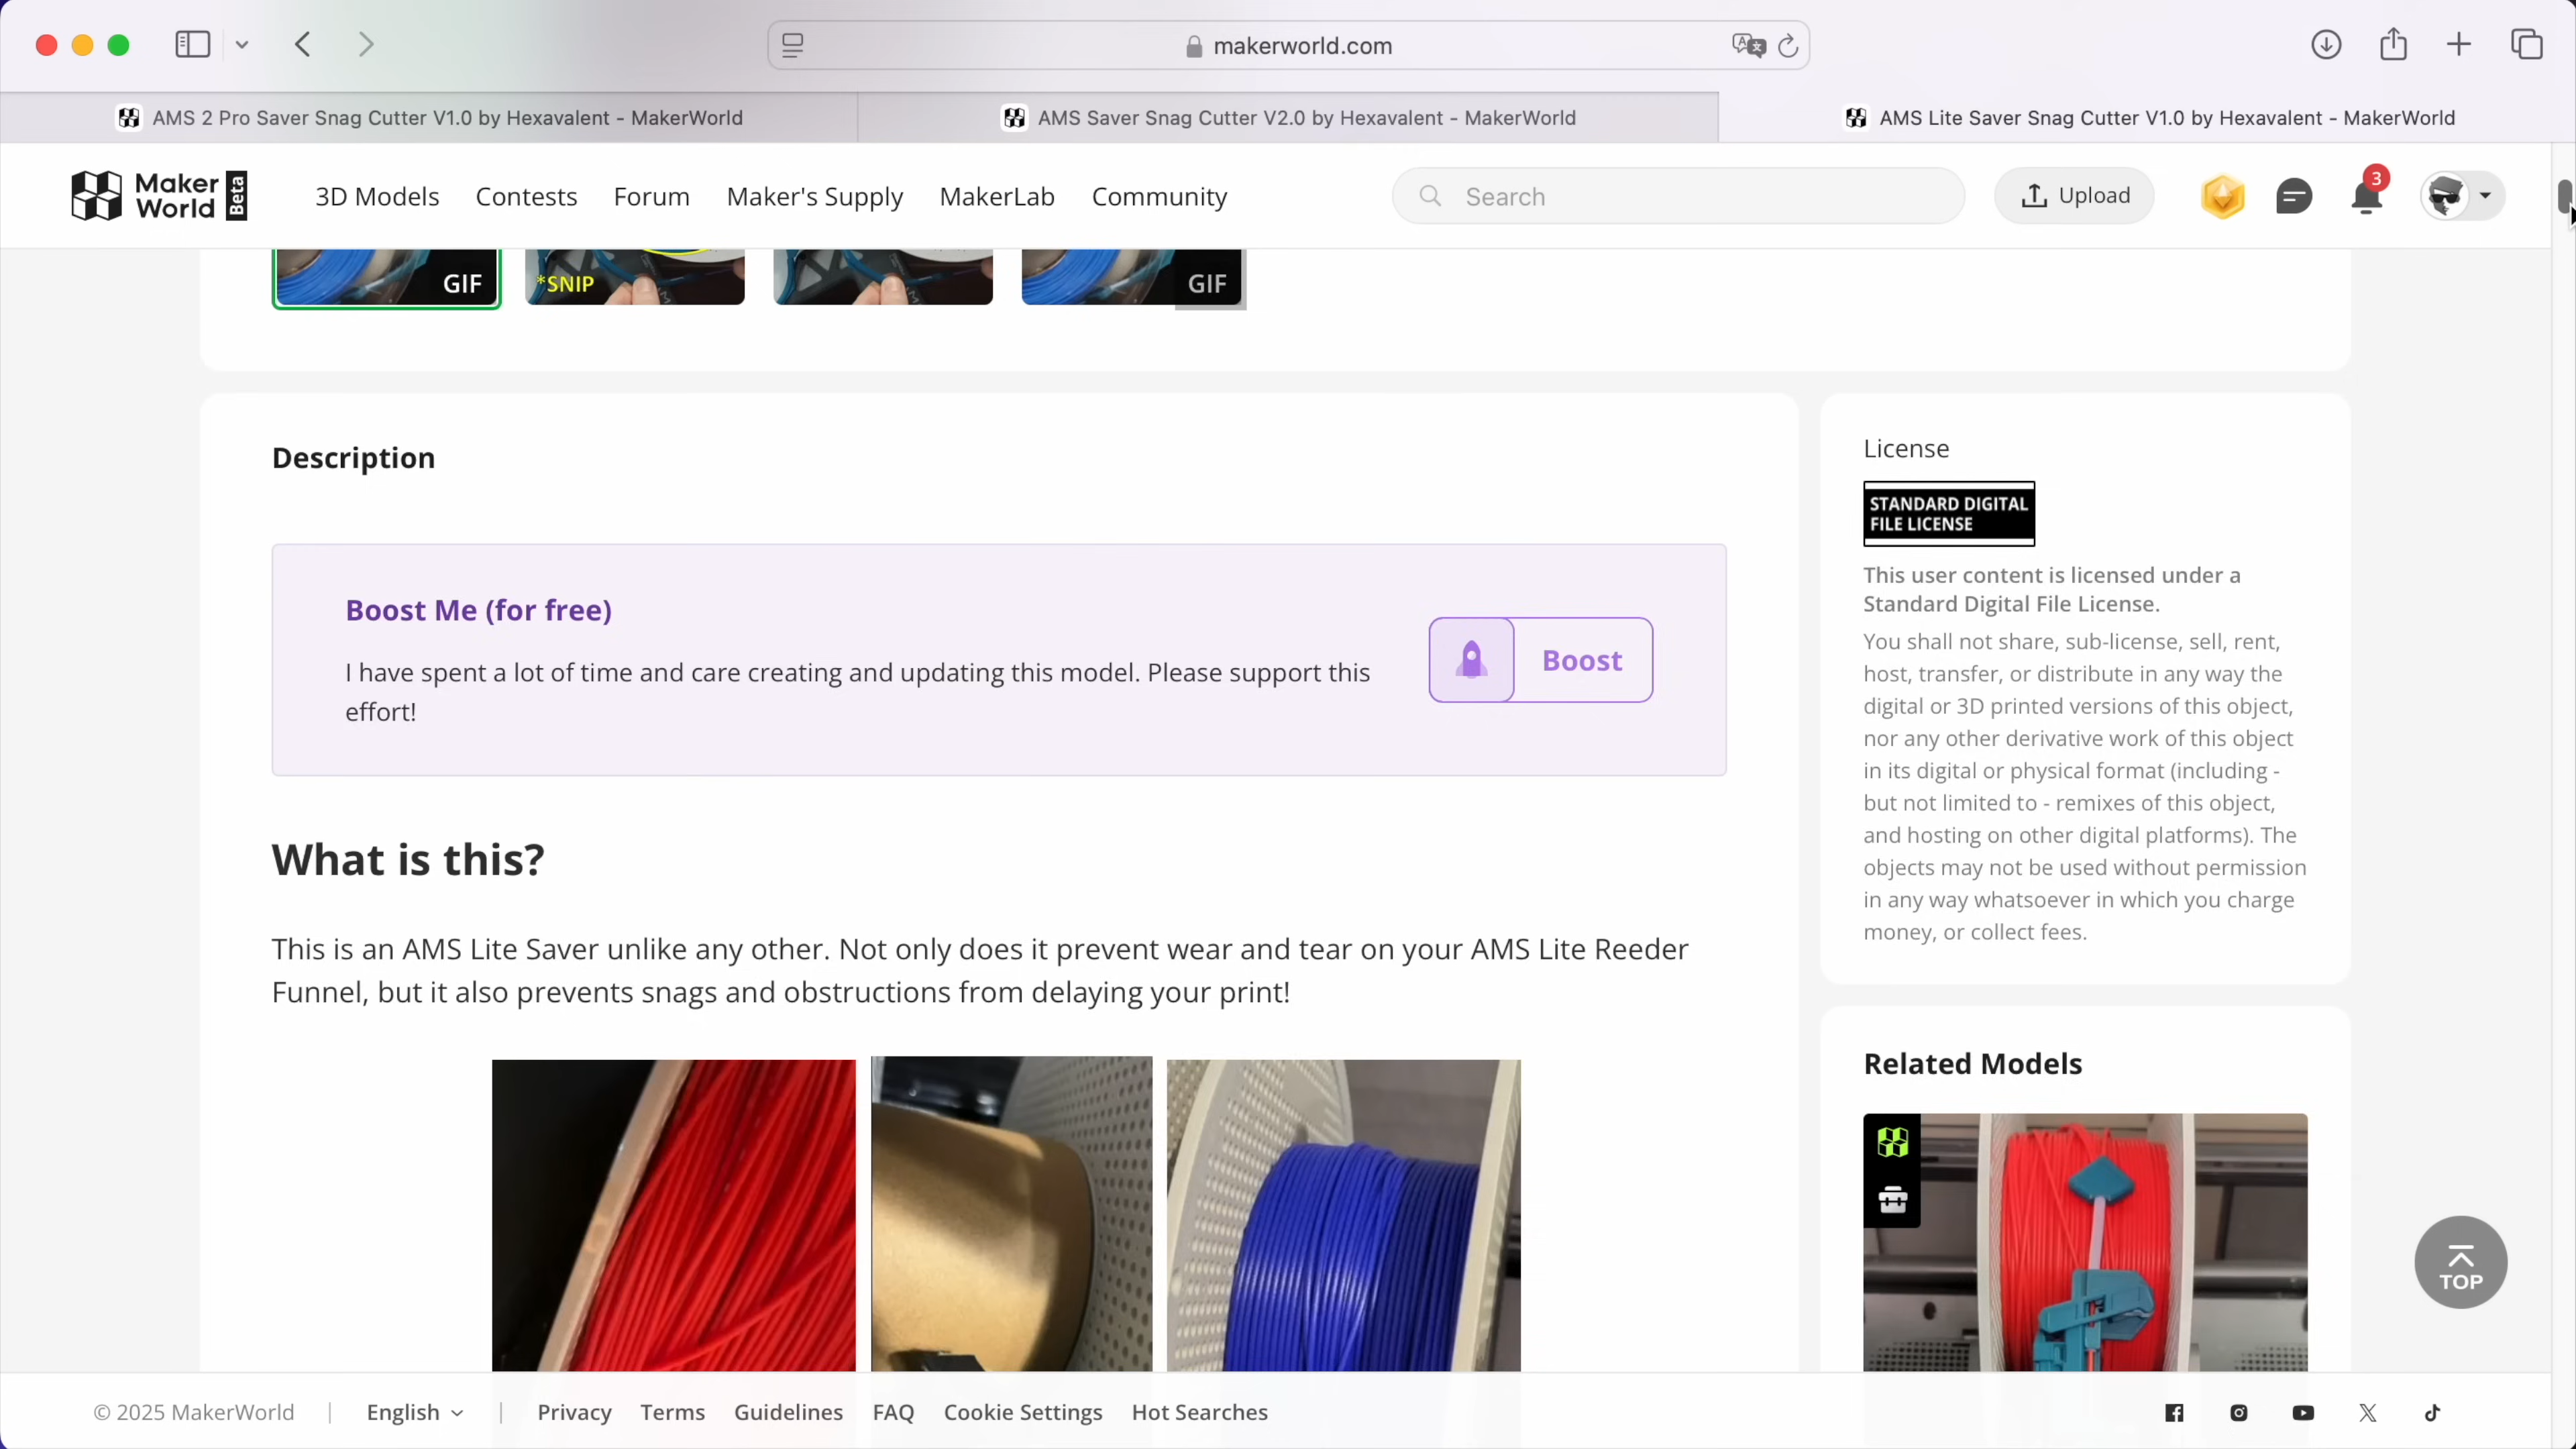 makerworld.com
AMS 2 Pro Saver Snag Cutter V1.0 by Hexavalent - MakerWorld
AMS Saver Snag Cutter V2.0 by Hexavalent - MakerWorld
AMS Lite Saver Snag Cutter V1.0 by Hexavalent - MakerWorld
Maker
World
Beta
3D Models
Contests
Forum
Maker's Supply
MakerLab
Community
Search
Upload
3
GIF
*SNIP
GIF
Description
Boost Me (for free)
I have spent a lot of time and care creating and updating this model. Please support this
effort!
Boost
What is this?
This is an AMS Lite Saver unlike any other. Not only does it prevent wear and tear on your AMS Lite Reeder
Funnel, but it also prevents snags and obstructions from delaying your print!
License
STANDARD DIGITAL
FILE LICENSE
This user content is licensed under a
Standard Digital File License.
You shall not share, sub-license, sell, rent,
host, transfer, or distribute in any way the
digital or 3D printed versions of this object,
nor any other derivative work of this object
in its digital or physical format (including -
but not limited to - remixes of this object,
and hosting on other digital platforms). The
objects may not be used without permission
in any way whatsoever in which you charge
money, or collect fees.
Related Models
TOP
© 2025 MakerWorld
English
Privacy
Terms
Guidelines
FAQ
Cookie Settings
Hot Searches